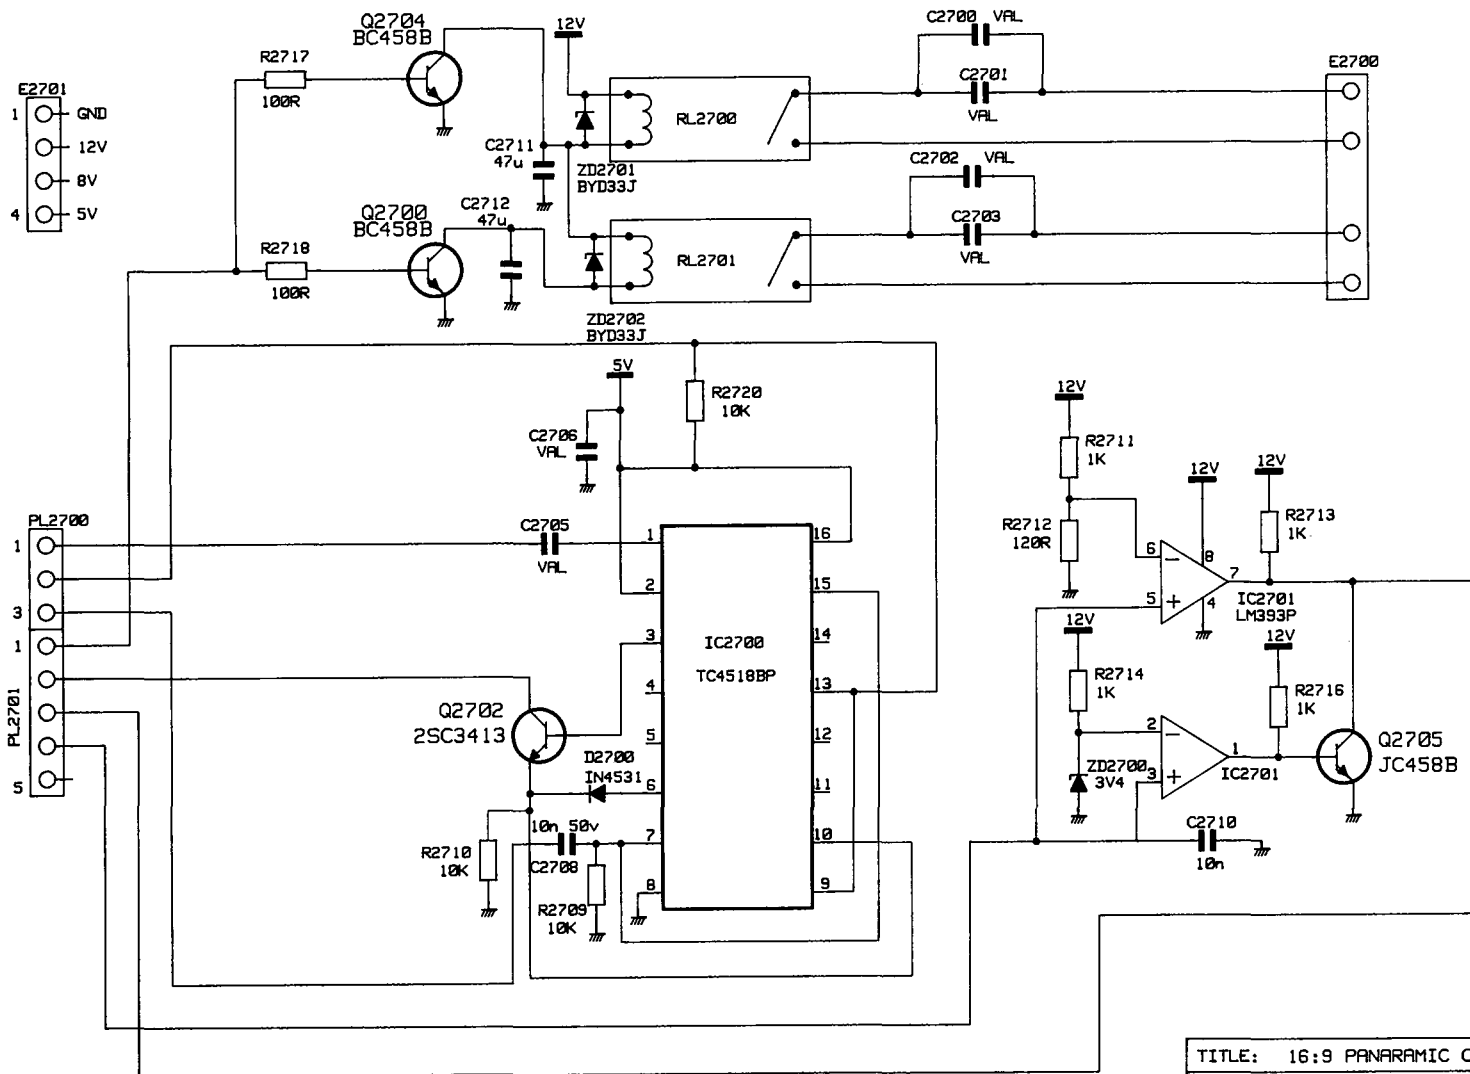 Q2704
BC458B
12V
C2700 VAL
R2717
100R
E2701
1 GND
12V
8V
4 5V
C2701
VAL
E2700
RL2700
C2711
47u
ZD2701
BYD33J
C2702 VAL
Q2700
BC458B
C2712
47u
C2703
VAL
R2718
100R
RL2701
ZD2702
BYD33J
5V
R2720
10K
12V
C2706
VAL
R2711
1K
12V
12V
PL2700
1
3
C2705
VAL
1
16
R2712
120R
R2713
1K
6
8
7
5
4
IC2701
LM393P
2
15
1
PL2701
5
3
14
IC2700
TC4518BP
12V
12V
4
13
R2714
1K
R2716
1K
Q2702
2SC3413
5
12
2
1
3
IC2701
Q2705
JC458B
D2700
IN4531
6
11
ZD2700
3V4
10n 50v
C2708
7
10
C2710
10n
R2710
10K
8
9
R2709
10K
TITLE: 16:9 PANARAMIC C